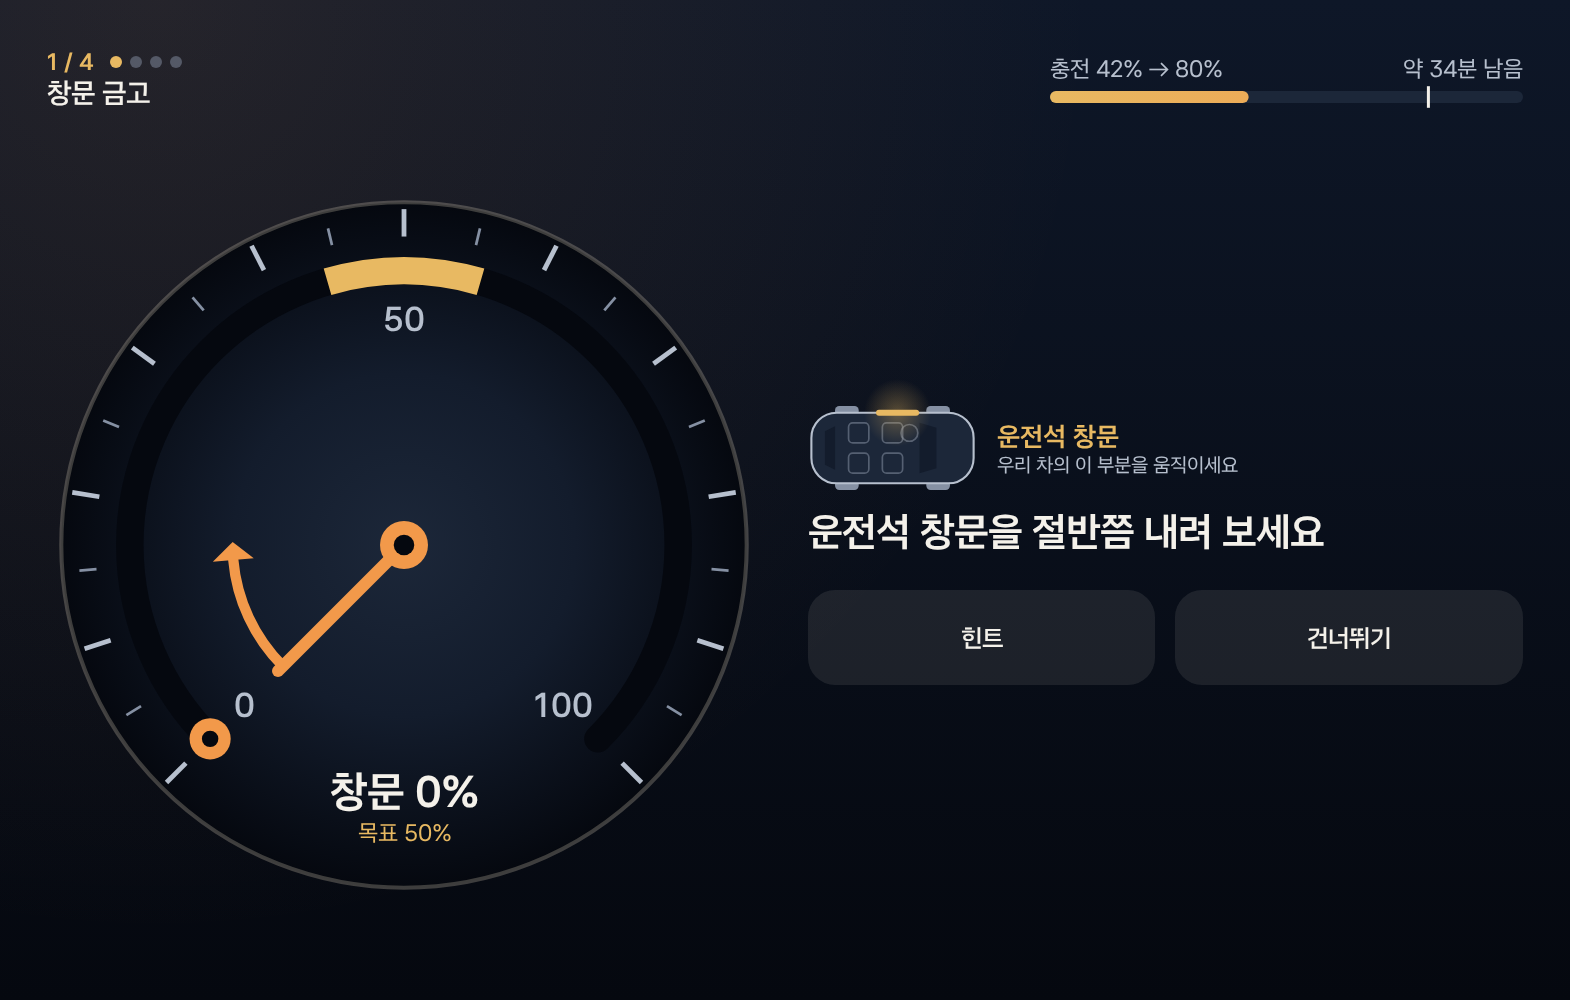 1 / 4
창문 금고
충전 42% → 80%
약 34분 남음
50
0
100
창문 0%
목표 50%
운전석 창문
우리 차의 이 부분을 움직이세요
운전석 창문을 절반쯤 내려 보세요
힌트
건너뛰기